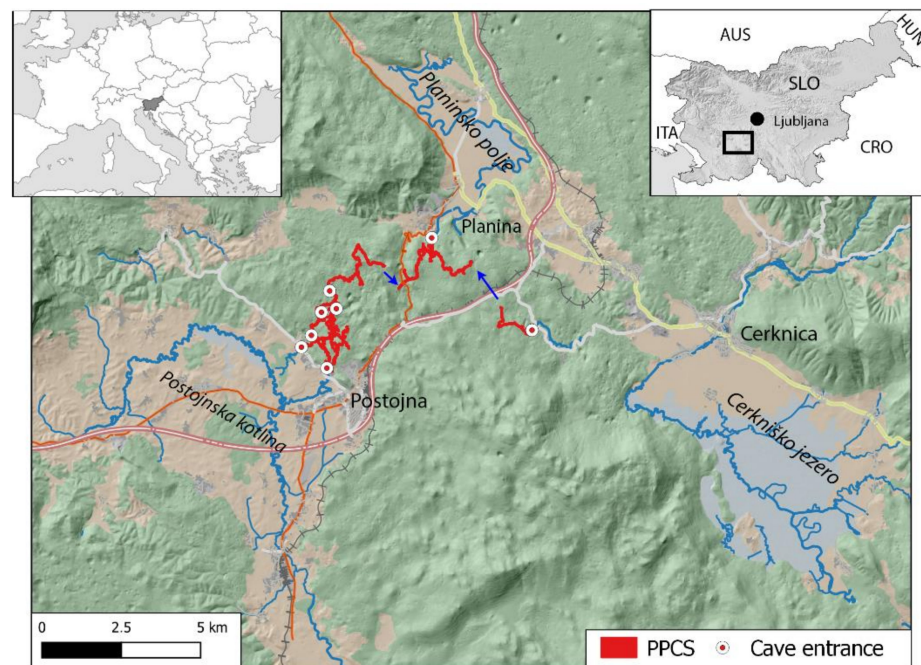 AUS
HUN
SLO
Ljubljana
ITA
CRO
Planinsko polje
Planina
Cerknica
Postojna
Postojnska kotlina
Cerkniško jezero
0 2.5 5 km
PPCS Cave entrance